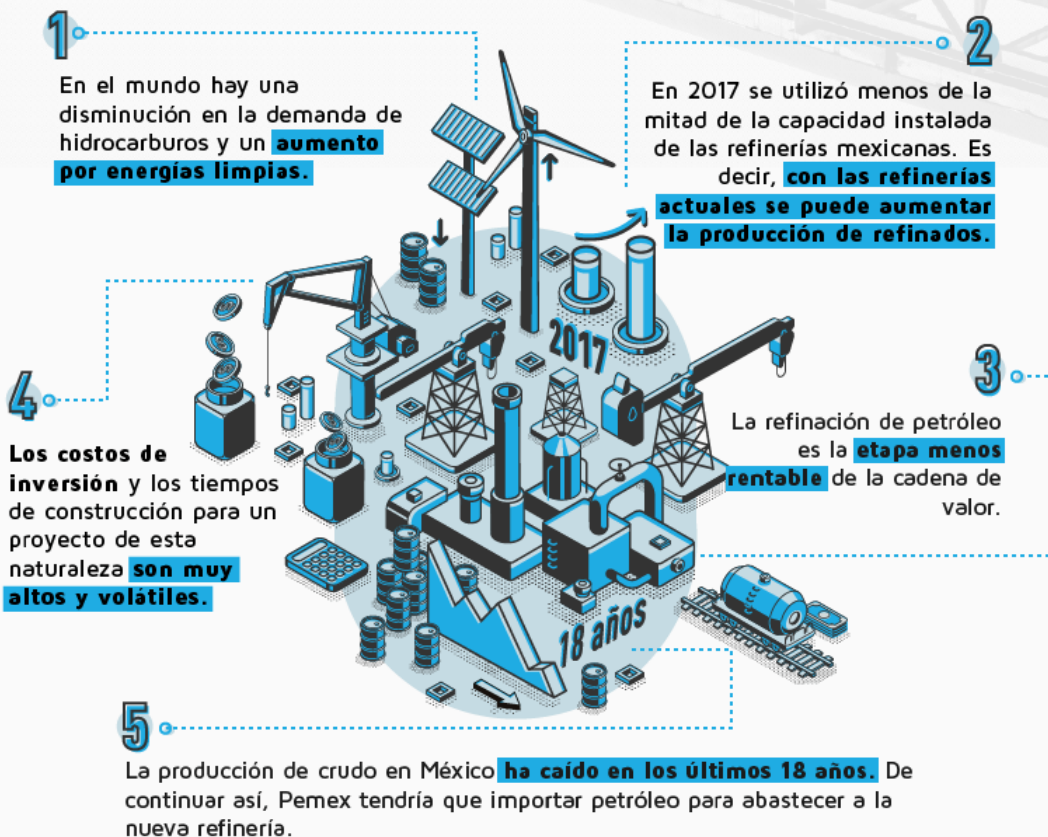 1
En el mundo hay una
disminución en la demanda de
hidrocarburos y un aumento
por energías limpias.
2
En 2017 se utilizó menos de la
mitad de la capacidad instalada
de las refinerías mexicanas. Es
decir, con las refinerías
actuales se puede aumentar
la producción de refinados.
2017
3
La refinación de petróleo
es la etapa menos
rentable de la cadena de
valor.
4
Los costos de
inversión y los tiempos
de construcción para un
proyecto de esta
naturaleza son muy
altos y volátiles.
18 años
5
La producción de crudo en México ha caído en los últimos 18 años. De
continuar así, Pemex tendría que importar petróleo para abastecer a la
nueva refinería.